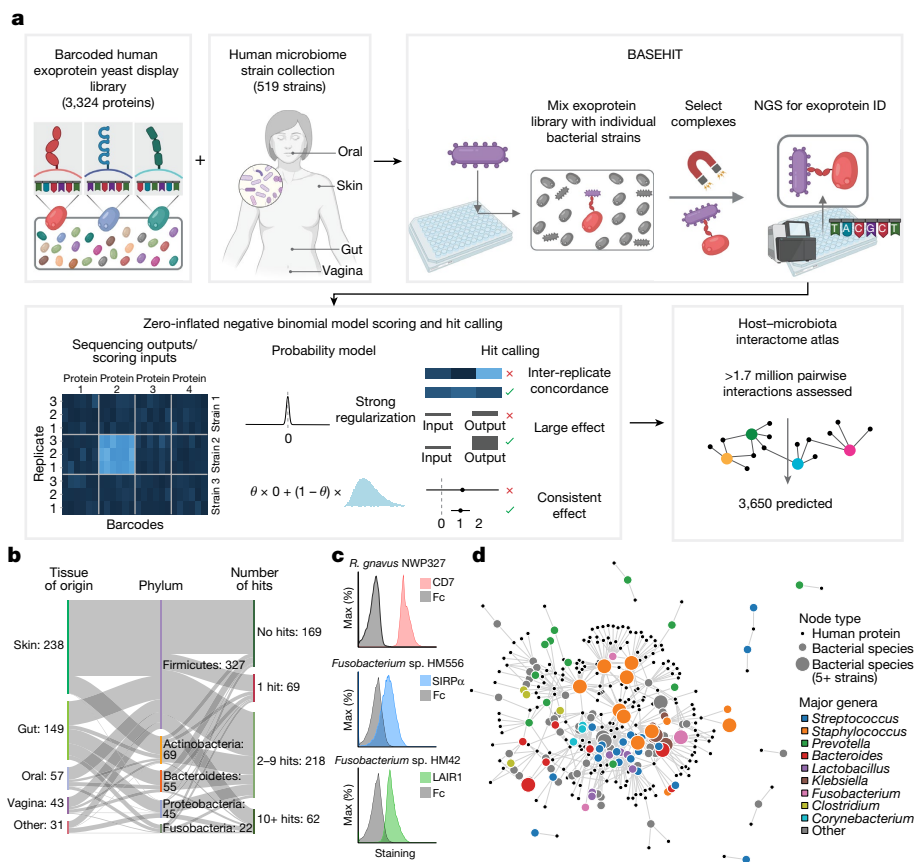 a
Barcoded human
exoprotein yeast display
library
(3,324 proteins)
+
Human microbiome
strain collection
(519 strains)
Oral
Skin
Gut
Vagina
BASEHIT
Mix exoprotein
library with individual
bacterial strains
Select
complexes
NGS for exoprotein ID
TACGCT
Zero-inflated negative binomial model scoring and hit calling
Sequencing outputs/
scoring inputs
Protein Protein Protein Protein
1 2 3 4
Replicate
3
2
1
3
2
1
3
2
1
Strain 1
Strain 2
Strain 3
Barcodes
Probability model
0
Strong
regularization
θ × 0 + (1 − θ) ×
Hit calling
Inter-replicate
concordance
Input Output
Input Output
Large effect
0 1 2
Consistent
effect
Host–microbiota
interactome atlas
>1.7 million pairwise
interactions assessed
3,650 predicted
b
Tissue
of origin
Phylum
Number
of hits
Skin: 238
Gut: 149
Oral: 57
Vagina: 43
Other: 31
Firmicutes: 327
Actinobacteria:
69
Bacteroidetes:
55
Proteobacteria:
45
Fusobacteria: 22
No hits: 169
1 hit: 69
2–9 hits: 218
10+ hits: 62
c
R. gnavus NWP327
Max (%)
CD7
Fc
Fusobacterium sp. HM556
Max (%)
SIRPα
Fc
Fusobacterium sp. HM42
Max (%)
LAIR1
Fc
Staining
d
Node type
Human protein
Bacterial species
Bacterial species
(5+ strains)
Major genera
Streptococcus
Staphylococcus
Prevotella
Bacteroides
Lactobacillus
Klebsiella
Fusobacterium
Clostridium
Corynebacterium
Other